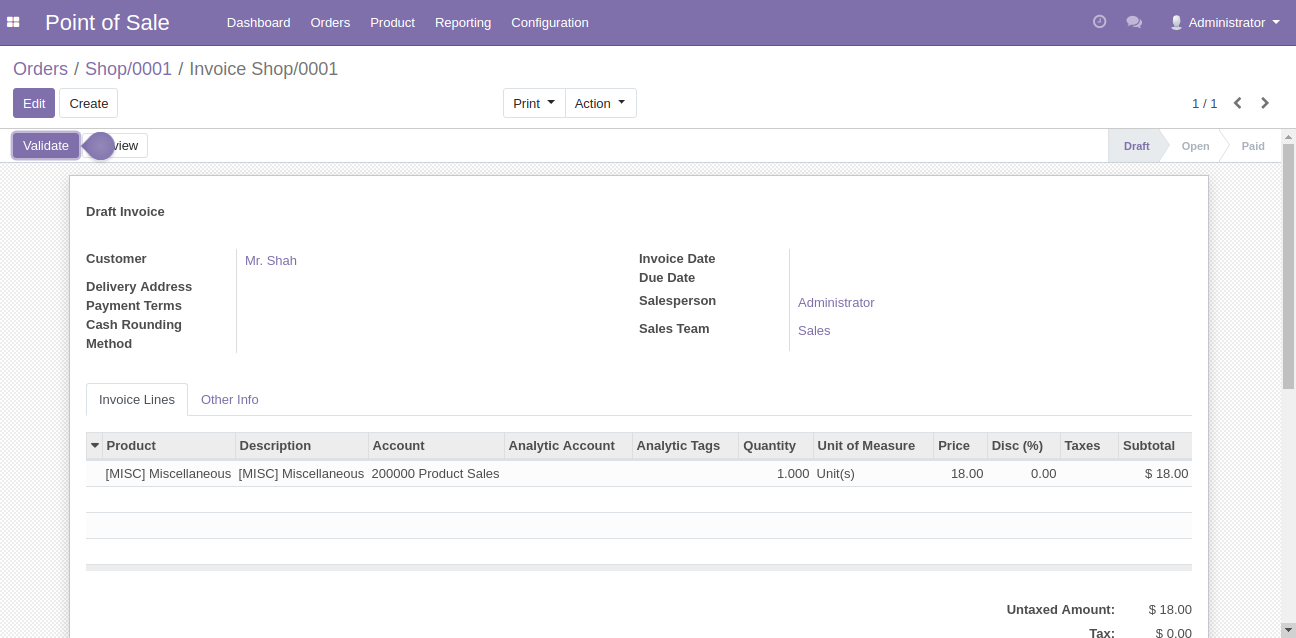 Point of Sale Dashboard Orders Product Reporting Configuration Administrator
Orders / Shop/0001 / Invoice Shop/0001
Edit Create Print Action 1 / 1
Validate view Draft Open Paid
Draft Invoice
Customer Mr. Shah Invoice Date
Due Date
Delivery Address Salesperson Administrator
Payment Terms
Cash Rounding Sales Team Sales
Method
Invoice Lines Other Info
Product Description Account Analytic Account Analytic Tags Quantity Unit of Measure Price Disc (%) Taxes Subtotal
[MISC] Miscellaneous [MISC] Miscellaneous 200000 Product Sales 1.000 Unit(s) 18.00 0.00 $ 18.00
Untaxed Amount: $ 18.00
Tax: $ 0.00